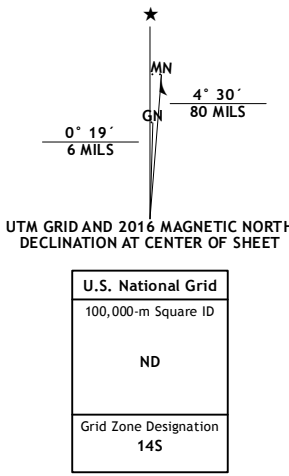 MN
GN
4° 30´
80 MILS
0° 19´
6 MILS
UTM GRID AND 2016 MAGNETIC NORTH
DECLINATION AT CENTER OF SHEET
U.S. National Grid
100,000-m Square ID
ND
Grid Zone Designation
14S